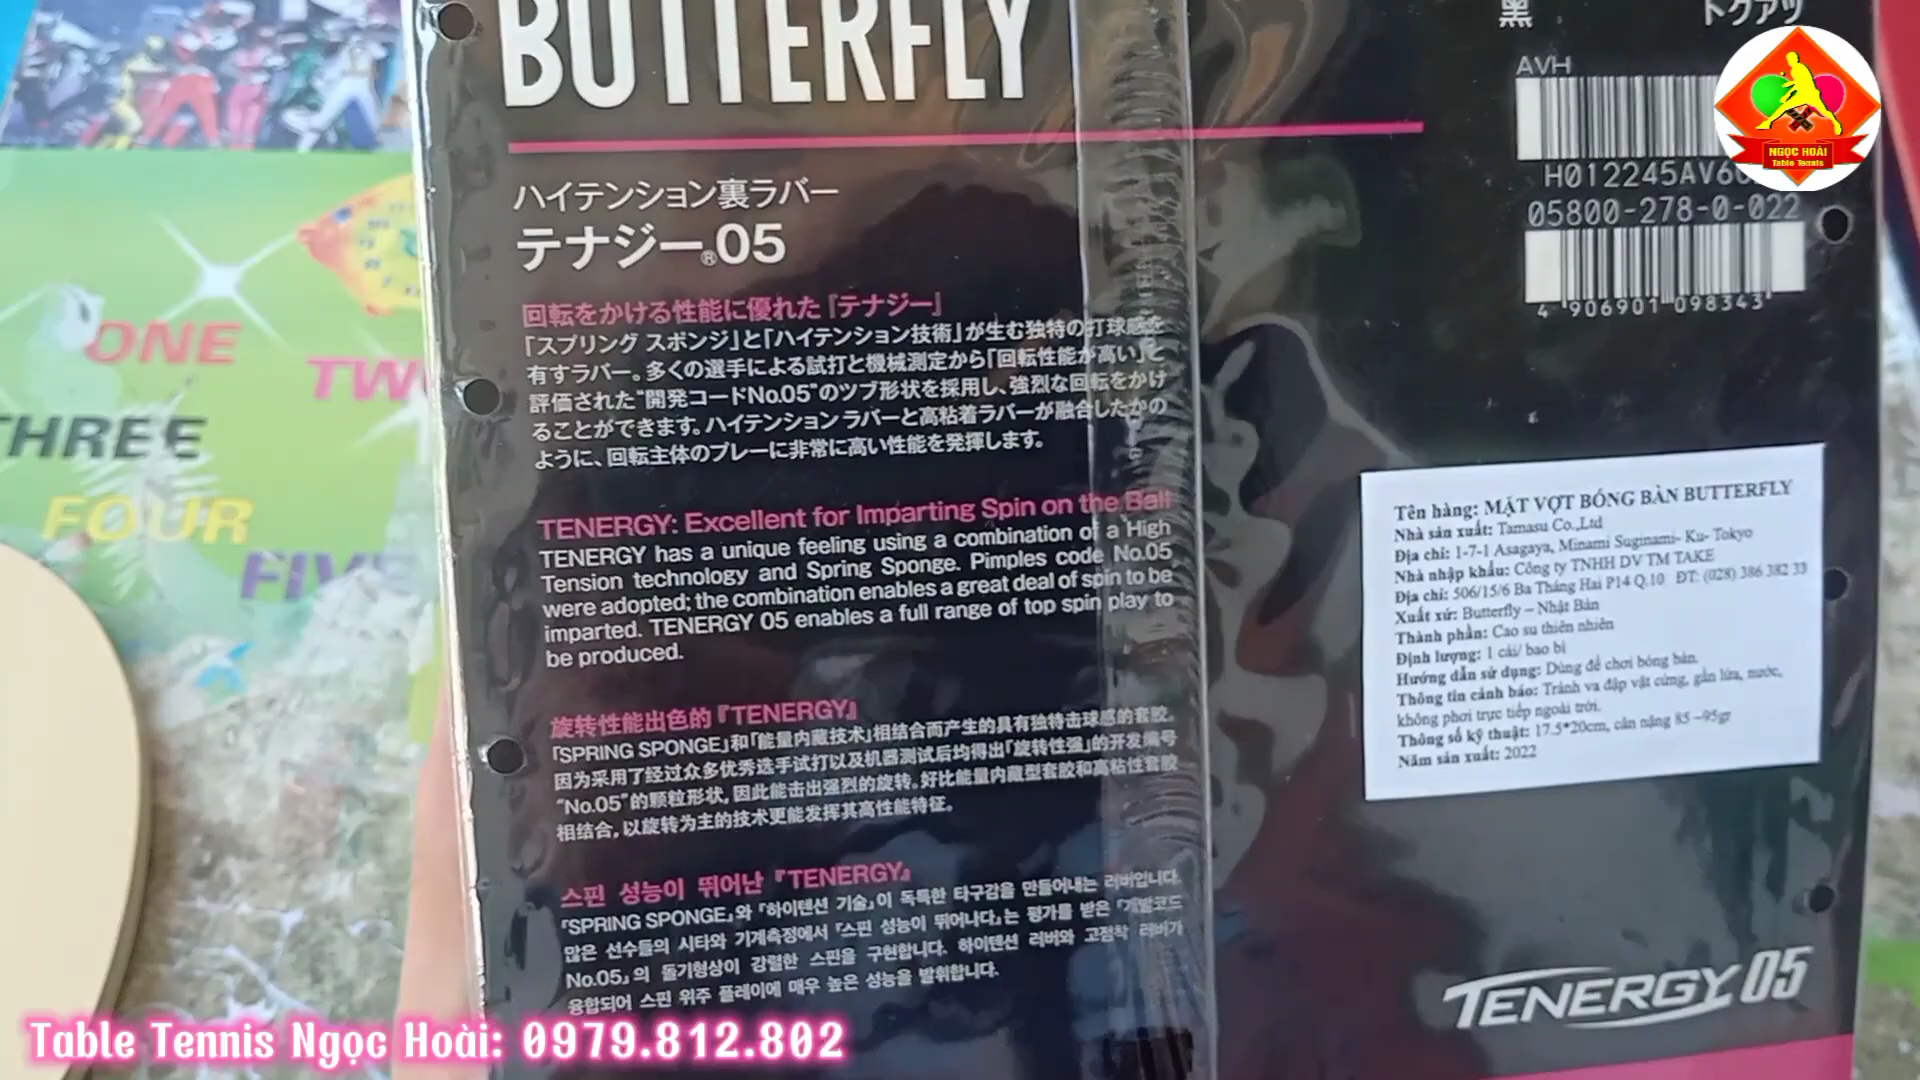 BUTTERFLY
黒
トクアツ
AVH
NGỌC HOÀI
Table Tennis
H012245AV6
05800-278-0-022
4 906901 098343
ONE
TW
THREE
FOUR
FIVE
ハイテンション裏ラバー
テナジー®05
回転をかける性能に優れた『テナジー』
「スプリング スポンジ」と「ハイテンション技術」が生む独特の打球感を
有すラバー。多くの選手による試打と機械測定から「回転性能が高い」と
評価された“開発コードNo.05”のツブ形状を採用し、強烈な回転をかけ
ることができます。ハイテンションラバーと高粘着ラバーが融合したかの
ように、回転主体のプレーに非常に高い性能を発揮します。
TENERGY: Excellent for Imparting Spin on the Ball
TENERGY has a unique feeling using a combination of a High
Tension technology and Spring Sponge. Pimples code No.05
were adopted; the combination enables a great deal of spin to be
imparted. TENERGY 05 enables a full range of top spin play to
be produced.
旋转性能出色的『TENERGY』
「SPRING SPONGE」和「能量内藏技术」相结合而产生的具有独特击球感的套胶。
因为采用了经过众多优秀选手试打以及机器测试后均得出「旋转性强」的开发编号
“No.05”的颗粒形状，因此能击出强烈的旋转。好比能量内藏型套胶和高粘性套胶
相结合，以旋转为主的技术更能发挥其高性能特征。
스핀 성능이 뛰어난 『TENERGY』
『SPRING SPONGE』와 『하이텐션 기술』이 독특한 타구감을 만들어내는 러버입니다.
많은 선수들의 시타와 기계측정에서 『스핀 성능이 뛰어나다』는 평가를 받은 『개발코드
No.05』의 돌기형상이 강렬한 스핀을 구현합니다. 하이텐션 러버와 고점착 러버가
융합되어 스핀 위주 플레이에 매우 높은 성능을 발휘합니다.
Tên hàng: MẶT VỢT BÓNG BÀN BUTTERFLY
Nhà sản xuất: Tamasu Co.,Ltd
Địa chỉ: 1-7-1 Asagaya, Minami Suginami- Ku- Tokyo
Nhà nhập khẩu: Công ty TNHH DV TM TAKE
Địa chỉ: 506/15/6 Ba Tháng Hai P14 Q.10 ĐT: (028) 386 382 33
Xuất xứ: Butterfly – Nhật Bản
Thành phần: Cao su thiên nhiên
Định lượng: 1 cái/ bao bì
Hướng dẫn sử dụng: Dùng để chơi bóng bàn.
Thông tin cảnh báo: Tránh va đập vật cứng, gần lửa, nước,
không phơi trực tiếp ngoài trời.
Thông số kỹ thuật: 17.5*20cm, cân nặng 85 –95gr
Năm sản xuất: 2022
TENERGY 05
Table Tennis Ngọc Hoài: 0979.812.802